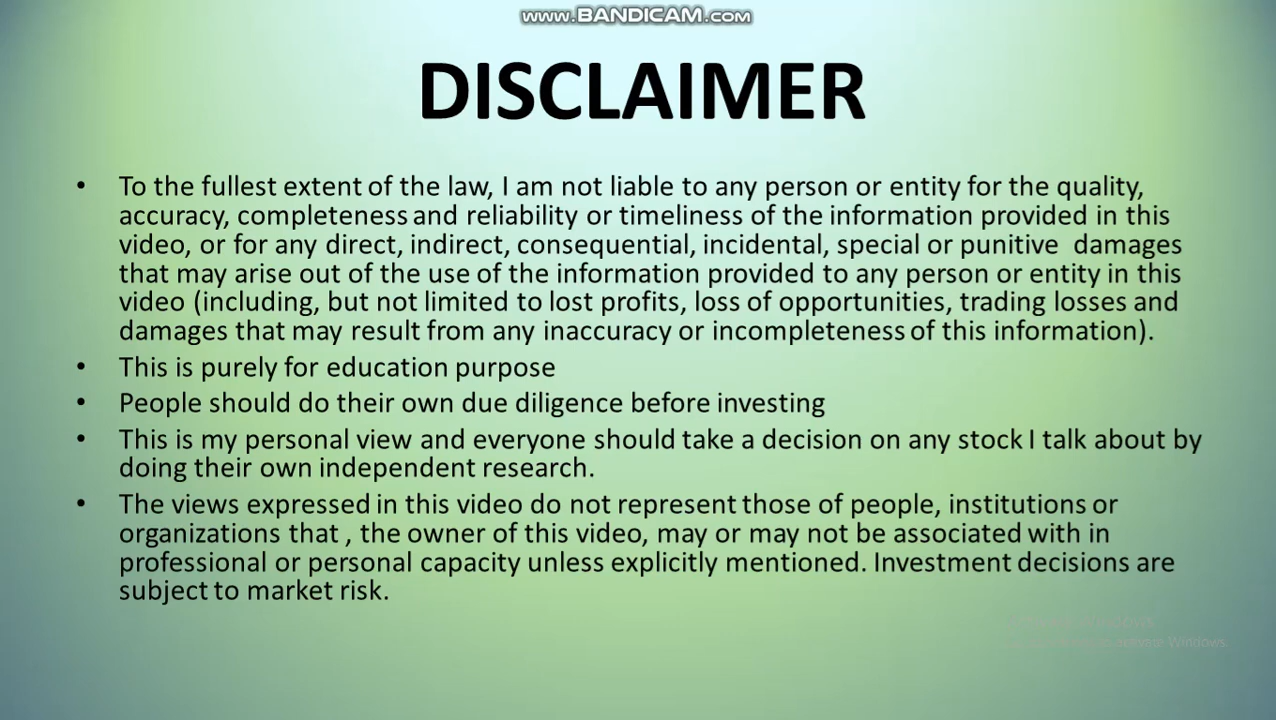 www.BANDICAM.com
DISCLAIMER
• To the fullest extent of the law, I am not liable to any person or entity for the quality,
accuracy, completeness and reliability or timeliness of the information provided in this
video, or for any direct, indirect, consequential, incidental, special or punitive damages
that may arise out of the use of the information provided to any person or entity in this
video (including, but not limited to lost profits, loss of opportunities, trading losses and
damages that may result from any inaccuracy or incompleteness of this information).
• This is purely for education purpose
• People should do their own due diligence before investing
• This is my personal view and everyone should take a decision on any stock I talk about by
doing their own independent research.
• The views expressed in this video do not represent those of people, institutions or
organizations that , the owner of this video, may or may not be associated with in
professional or personal capacity unless explicitly mentioned. Investment decisions are
subject to market risk.
Windows.